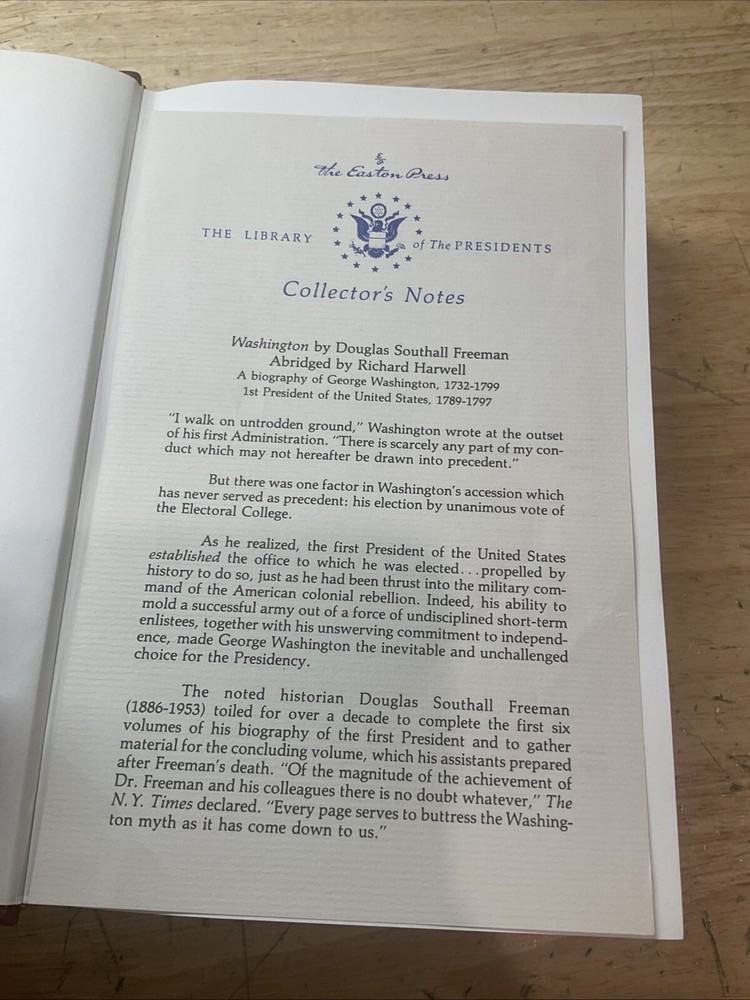 The Easton Press
THE LIBRARY of The PRESIDENTS
Collector's Notes
Washington by Douglas Southall Freeman
Abridged by Richard Harwell
A biography of George Washington, 1732-1799
1st President of the United States, 1789-1797
"I walk on untrodden ground," Washington wrote at the outset
of his first Administration. "There is scarcely any part of my con-
duct which may not hereafter be drawn into precedent."
But there was one factor in Washington's accession which
has never served as precedent: his election by unanimous vote of
the Electoral College.
As he realized, the first President of the United States
established the office to which he was elected...propelled by
history to do so, just as he had been thrust into the military com-
mand of the American colonial rebellion. Indeed, his ability to
mold a successful army out of a force of undisciplined short-term
enlistees, together with his unswerving commitment to independ-
ence, made George Washington the inevitable and unchallenged
choice for the Presidency.
The noted historian Douglas Southall Freeman
(1886-1953) toiled for over a decade to complete the first six
volumes of his biography of the first President and to gather
material for the concluding volume, which his assistants prepared
after Freeman's death. "Of the magnitude of the achievement of
Dr. Freeman and his colleagues there is no doubt whatever," The
N.Y. Times declared. "Every page serves to buttress the Washing-
ton myth as it has come down to us."